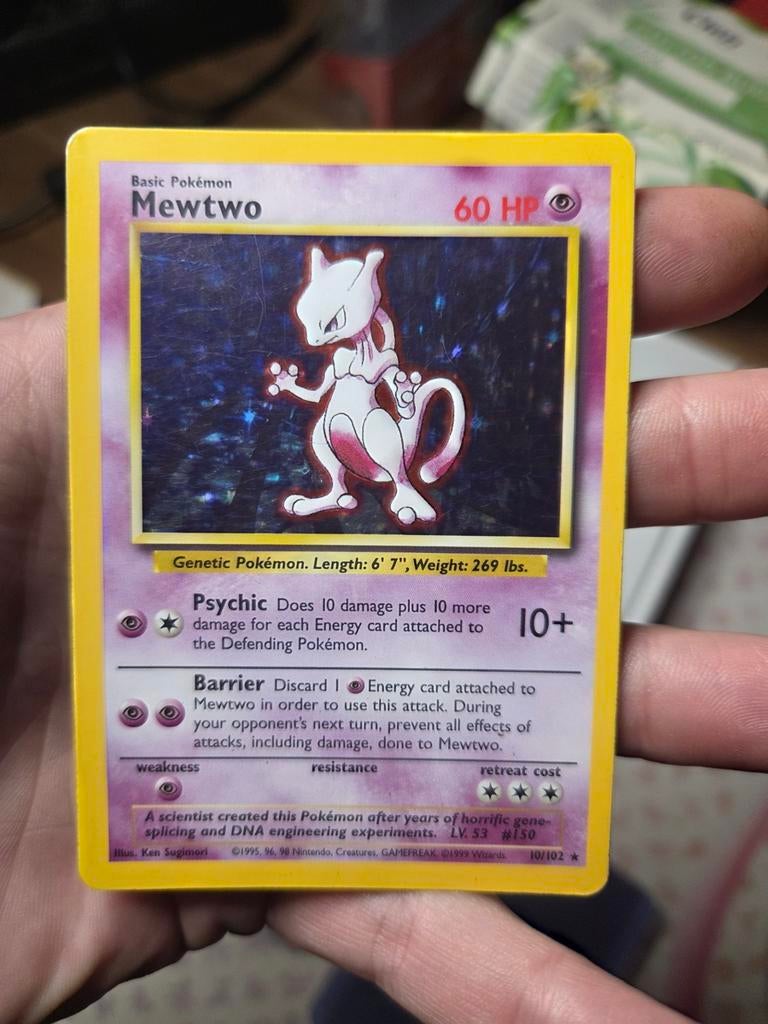 Basic Pokémon
Mewtwo 60 HP
Genetic Pokémon. Length: 6' 7", Weight: 269 lbs.
Psychic Does 10 damage plus 10 more
damage for each Energy card attached to
the Defending Pokémon.
10+
Barrier Discard 1 Energy card attached to
Mewtwo in order to use this attack. During
your opponent's next turn, prevent all effects of
attacks, including damage, done to Mewtwo.
weakness resistance retreat cost
A scientist created this Pokémon after years of horrific gene-
splicing and DNA engineering experiments. LV. 53 #150
Illus. Ken Sugimori ©1995, 96, 98 Nintendo, Creatures, GAMEFREAK. ©1999 Wizards. 10/102 ★